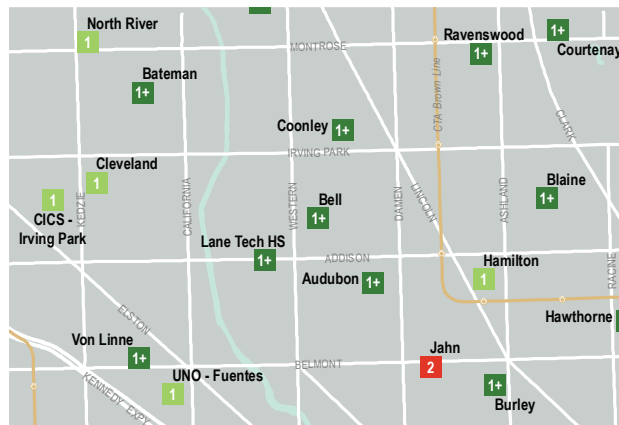 North River
1
MONTROSE
Ravenswood
1+
1+
Courtenay
Bateman
1+
CTA Brown Line
Coonley
1+
CLARK
IRVING PARK
Cleveland
1
1
CICS -
Irving Park
KEDZIE
CALIFORNIA
WESTERN
Bell
1+
DAMEN
LINCOLN
ASHLAND
Blaine
1+
Lane Tech HS
1+
ADDISON
Audubon
1+
Hamilton
1
RACINE
ELSTON
Hawthorne
Von Linne
1+
BELMONT
Jahn
2
UNO - Fuentes
1
KENNEDY EXPY
1+
Burley